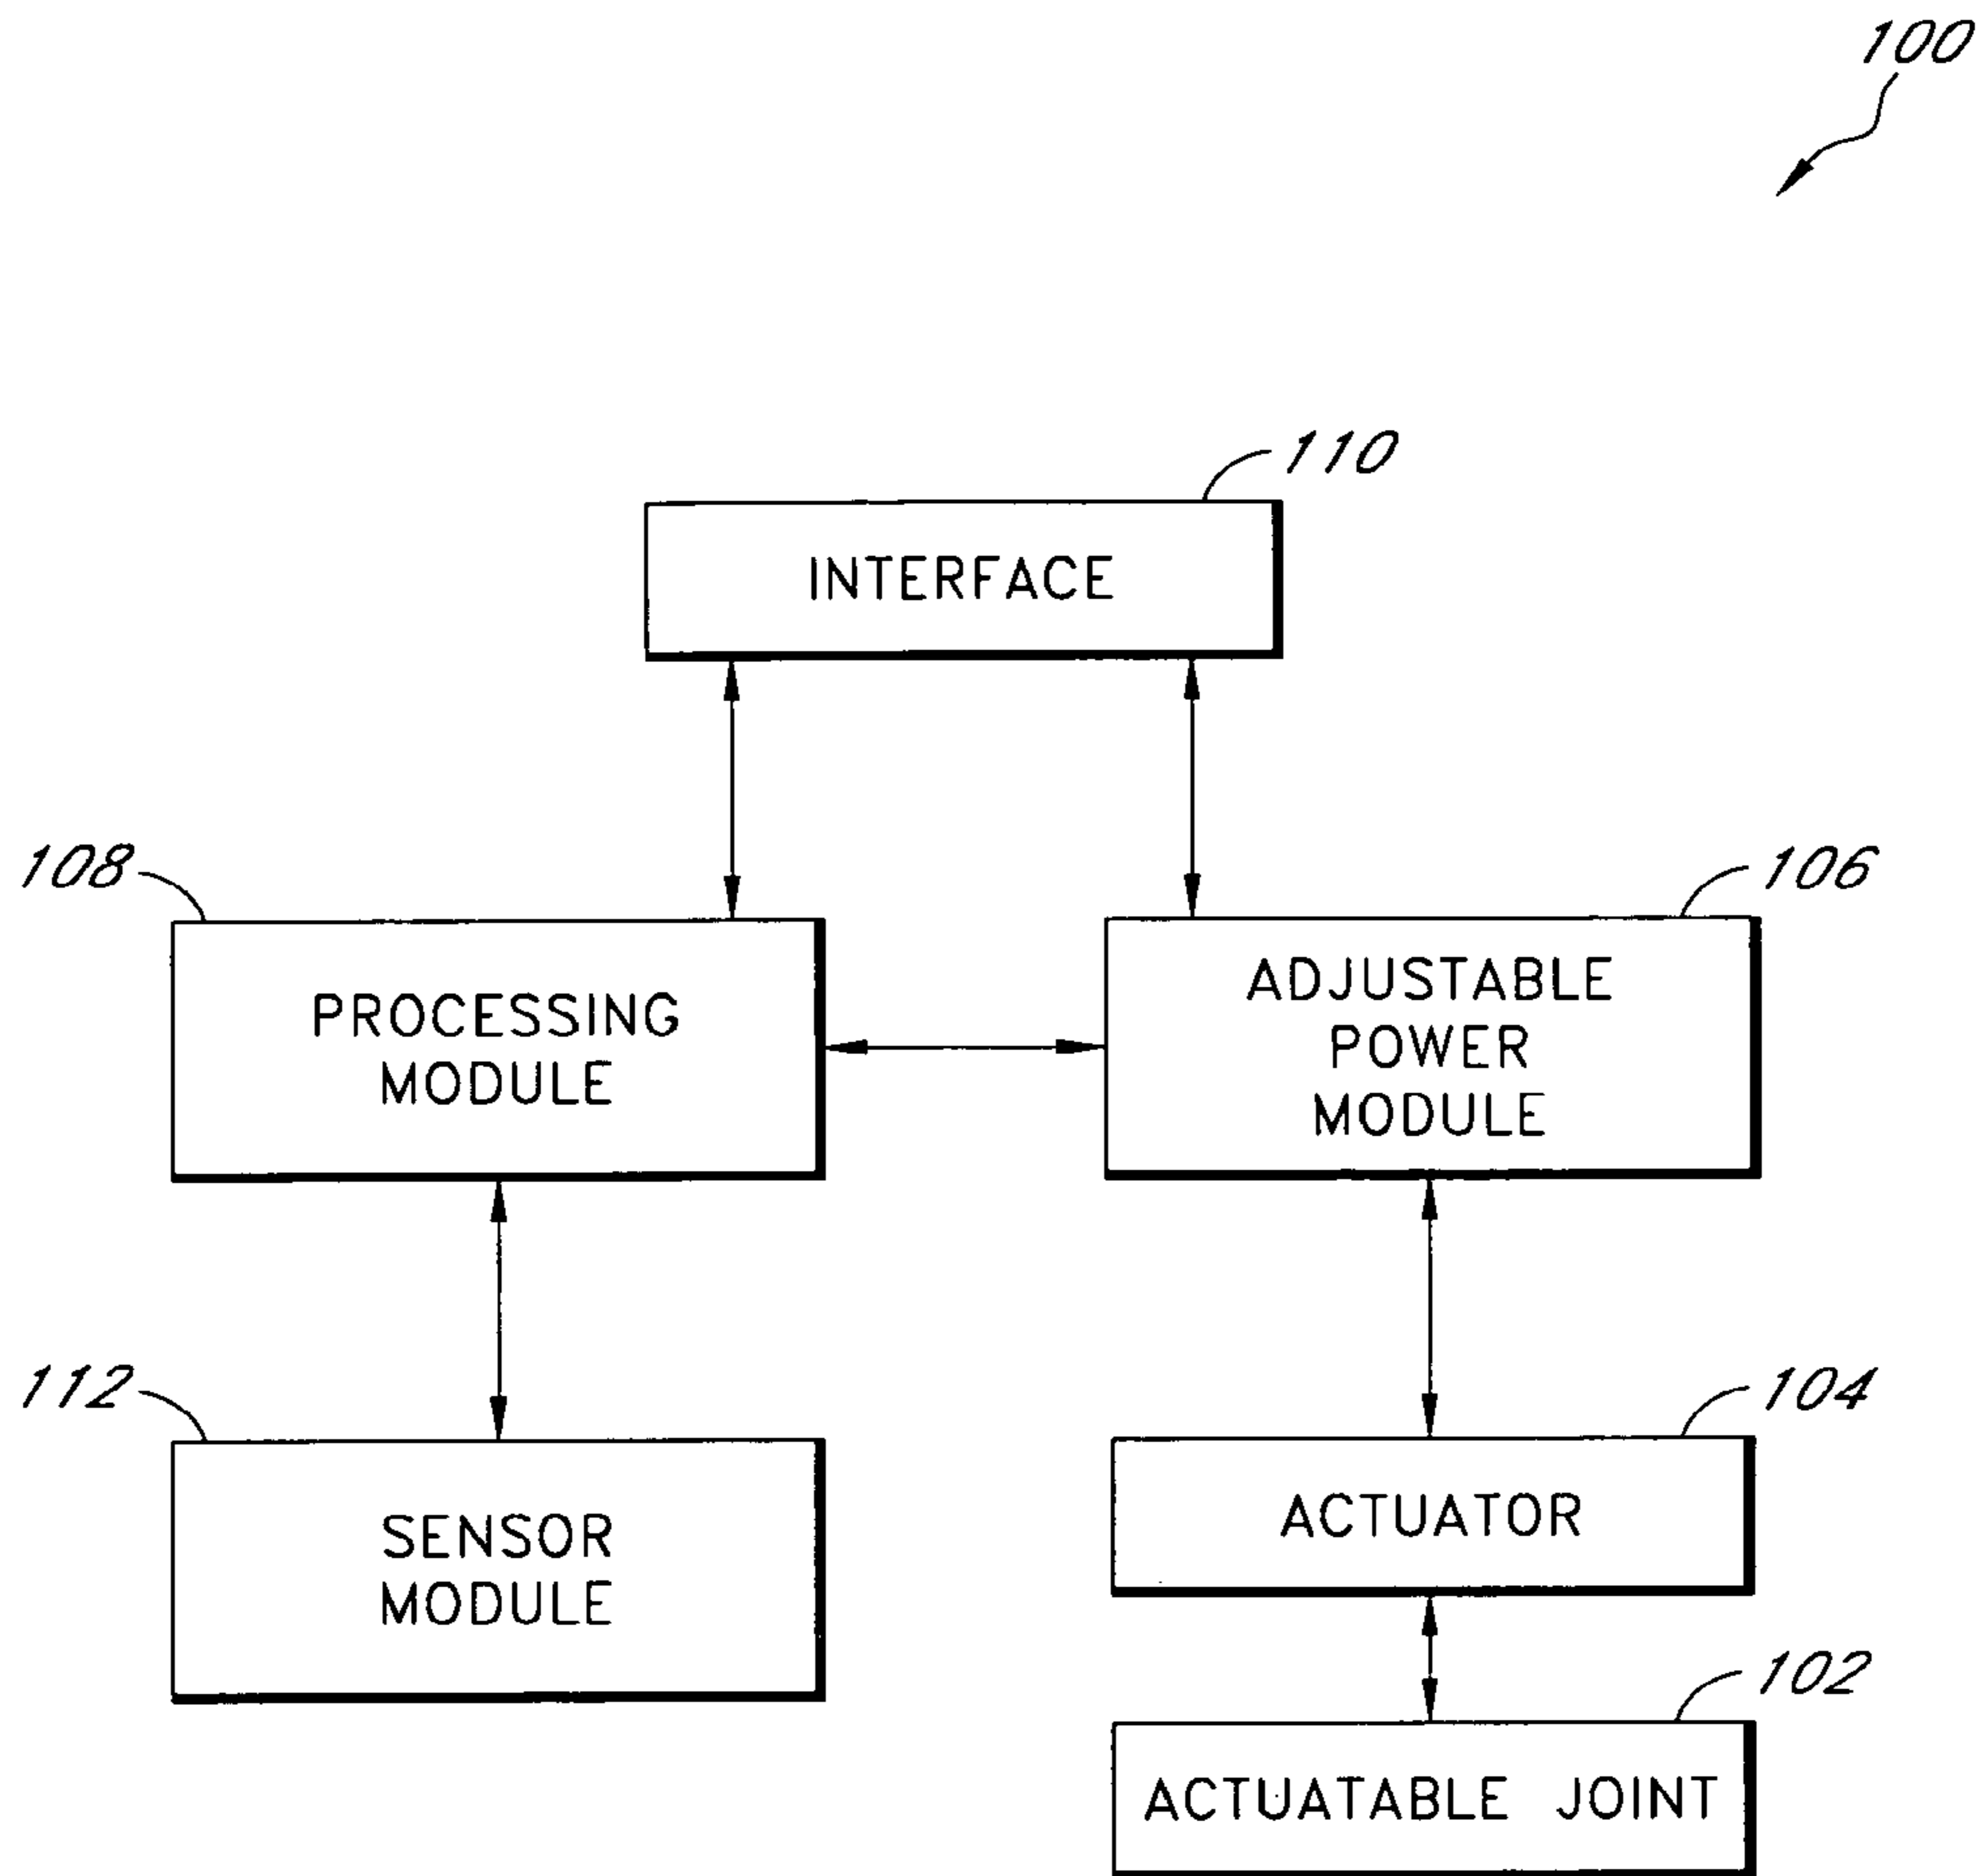 100
110
INTERFACE
108
106
PROCESSING
MODULE
ADJUSTABLE
POWER
MODULE
112
104
SENSOR
MODULE
ACTUATOR
102
ACTUATABLE JOINT